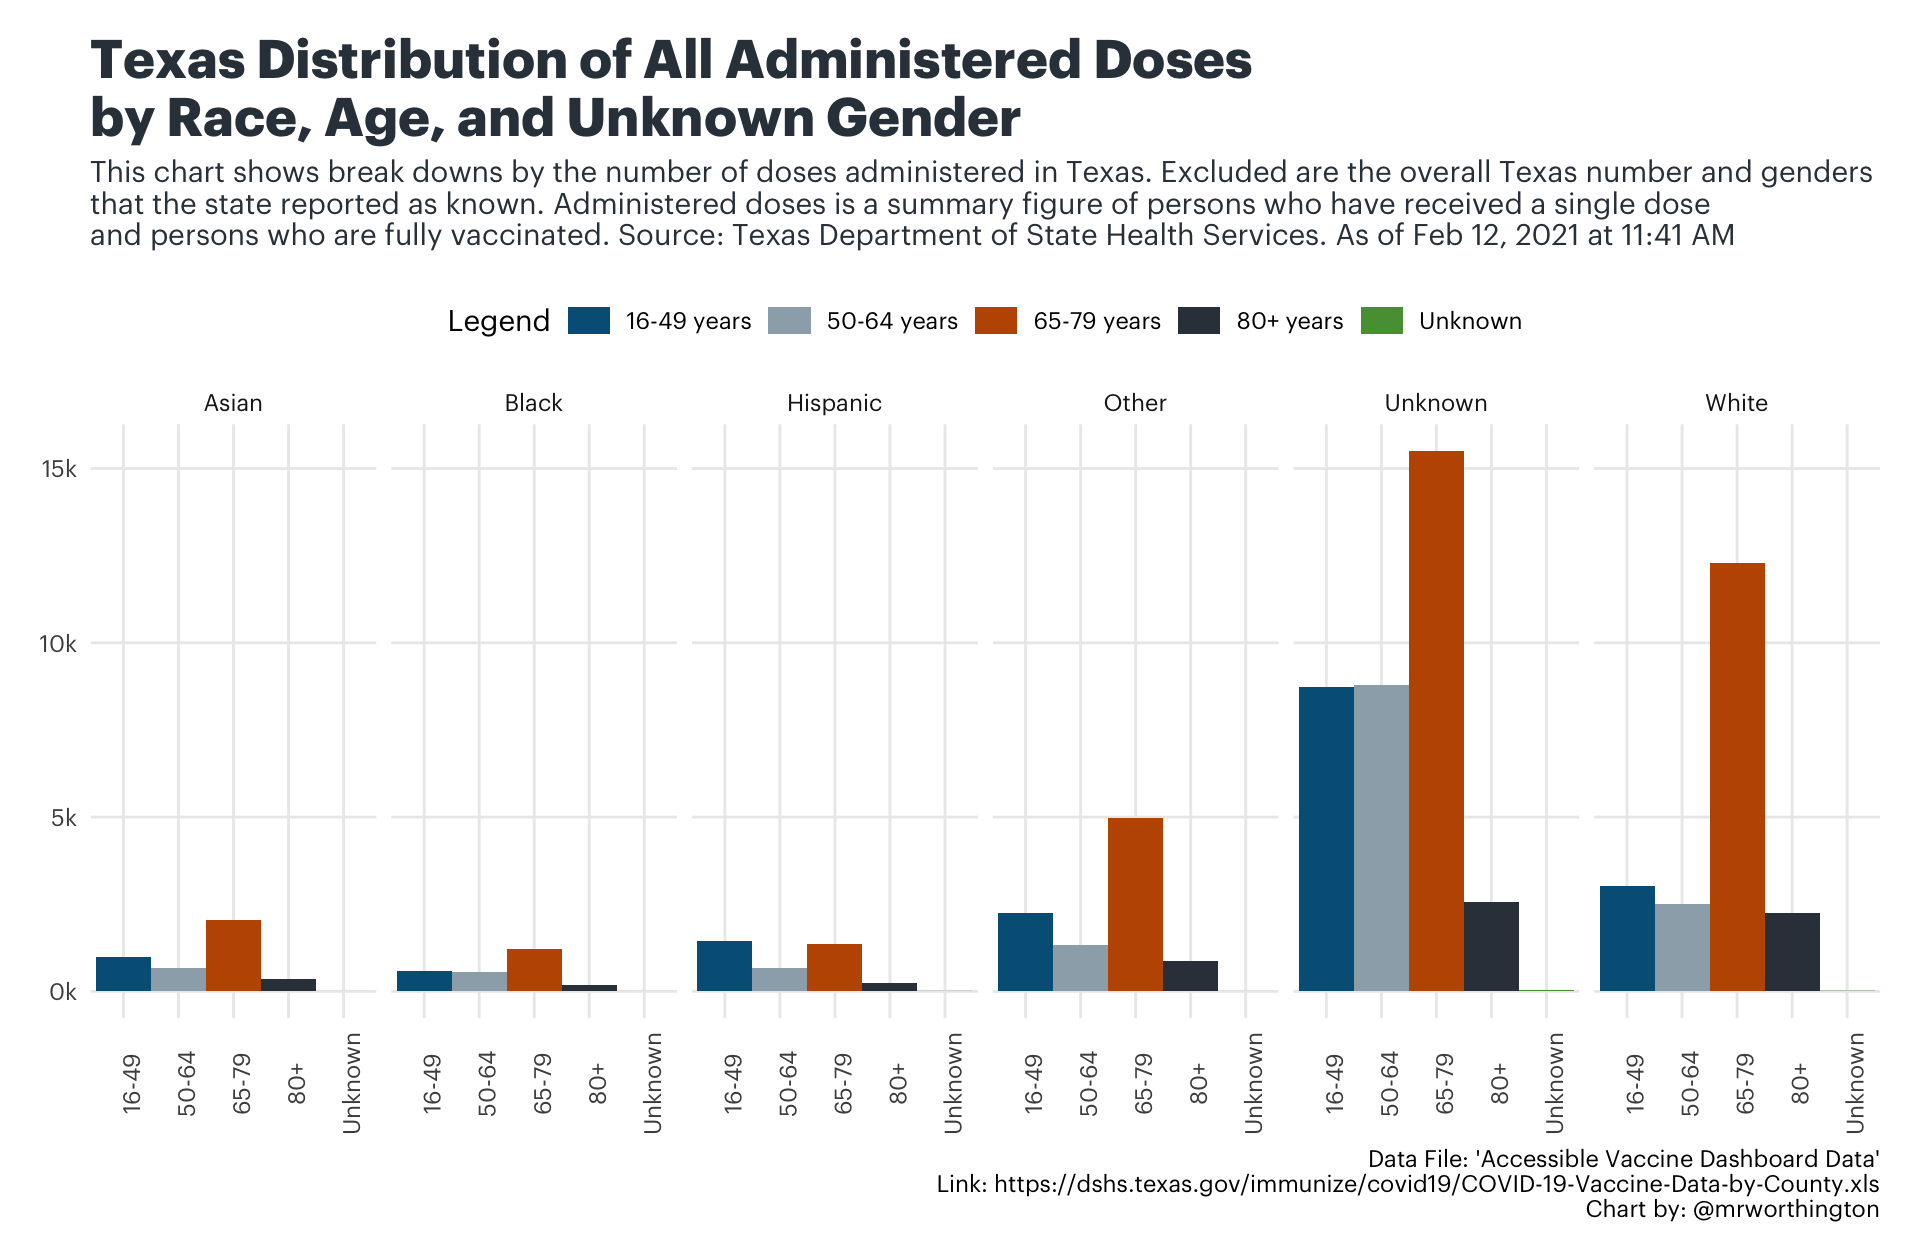 Texas Distribution of All Administered Doses
by Race, Age, and Unknown Gender
This chart shows break downs by the number of doses administered in Texas. Excluded are the overall Texas number and genders
that the state reported as known. Administered doses is a summary figure of persons who have received a single dose
and persons who are fully vaccinated. Source: Texas Department of State Health Services. As of Feb 12, 2021 at 11:41 AM
Legend 16-49 years 50-64 years 65-79 years 80+ years Unknown
Asian Black Hispanic Other Unknown White
15k
10k
5k
0k
16-49 50-64 65-79 80+ Unknown 16-49 50-64 65-79 80+ Unknown 16-49 50-64 65-79 80+ Unknown 16-49 50-64 65-79 80+ Unknown 16-49 50-64 65-79 80+ Unknown 16-49 50-64 65-79 80+ Unknown
Data File: 'Accessible Vaccine Dashboard Data'
Link: https://dshs.texas.gov/immunize/covid19/COVID-19-Vaccine-Data-by-County.xls
Chart by: @mrworthington